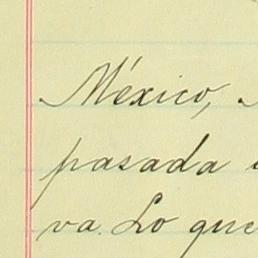 México,
pasada
va. Lo que